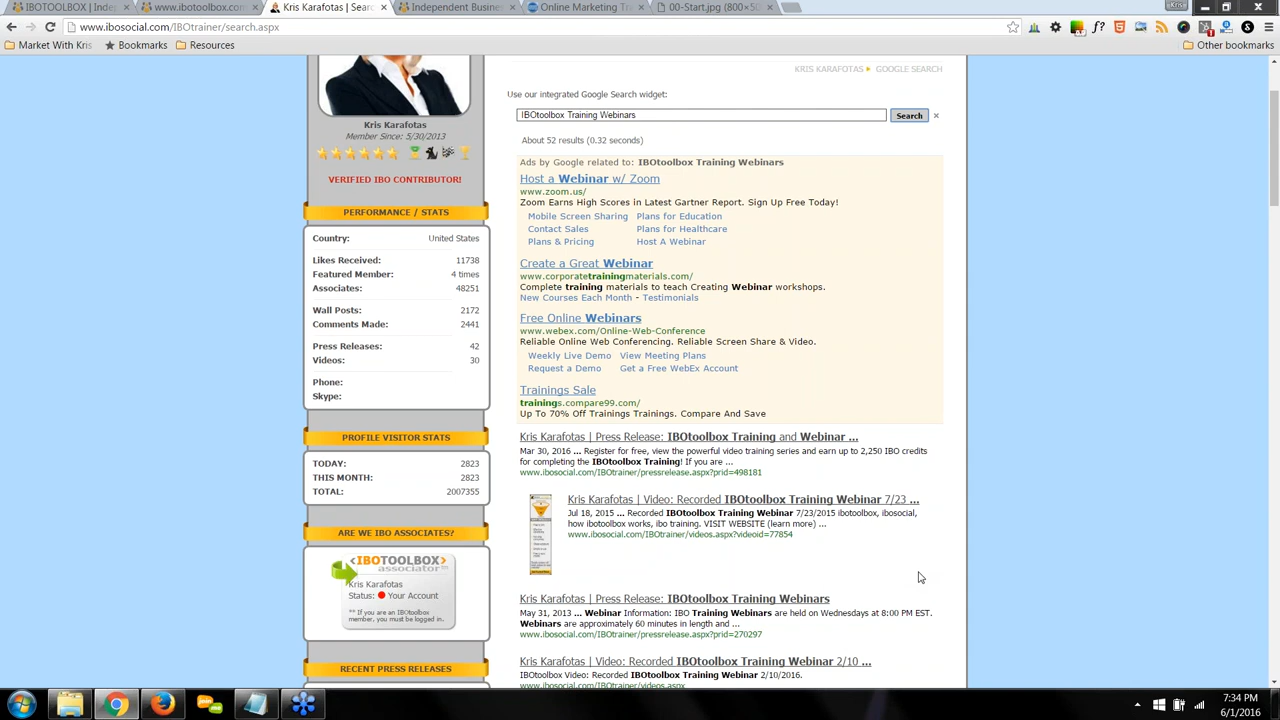 IBOTOOLBOX | Index
www.ibotoolbox.com
Kris Karafotas | Sear
Independent Business
Online Marketing Tra
00-Start.jpg (800×50
Kris
www.ibosocial.com/IBOtrainer/search.aspx
Market With Kris
Bookmarks
Resources
Other bookmarks
KRIS KARAFOTAS GOOGLE SEARCH
Use our integrated Google Search widget:
IBOtoolbox Training Webinars
Search
About 52 results (0.32 seconds)
Ads by Google related to: IBOtoolbox Training Webinars
Host a Webinar w/ Zoom
www.zoom.us/
Zoom Earns High Scores in Latest Gartner Report. Sign Up Free Today!
Mobile Screen Sharing Plans for Education
Contact Sales Plans for Healthcare
Plans & Pricing Host A Webinar
Create a Great Webinar
www.corporatetrainingmaterials.com/
Complete training materials to teach Creating Webinar workshops.
New Courses Each Month - Testimonials
Free Online Webinars
www.webex.com/Online-Web-Conference
Reliable Online Web Conferencing. Reliable Screen Share & Video.
Weekly Live Demo View Meeting Plans
Request a Demo Get a Free WebEx Account
Trainings Sale
trainings.compare99.com/
Up To 70% Off Trainings Trainings. Compare And Save
Kris Karafotas | Press Release: IBOtoolbox Training and Webinar ...
Mar 30, 2016 ... Register for free, view the powerful video training series and earn up to 2,250 IBO credits
for completing the IBOtoolbox Training! If you are ...
www.ibosocial.com/IBOtrainer/pressrelease.aspx?prid=498181
Kris Karafotas | Video: Recorded IBOtoolbox Training Webinar 7/23 ...
Jul 18, 2015 ... Recorded IBOtoolbox Training Webinar 7/23/2015 ibotoolbox, ibosocial,
how ibotoolbox works, ibo training. VISIT WEBSITE (learn more) ...
www.ibosocial.com/IBOtrainer/videos.aspx?videoid=77854
Kris Karafotas | Press Release: IBOtoolbox Training Webinars
May 31, 2013 ... Webinar Information: IBO Training Webinars are held on Wednesdays at 8:00 PM EST.
Webinars are approximately 60 minutes in length and ...
www.ibosocial.com/IBOtrainer/pressrelease.aspx?prid=270297
Kris Karafotas | Video: Recorded IBOtoolbox Training Webinar 2/10 ...
IBOtoolbox Video: Recorded IBOtoolbox Training Webinar 2/10/2016.
www.ibosocial.com/IBOtrainer/videos.aspx
Kris Karafotas
Member Since: 5/30/2013
VERIFIED IBO CONTRIBUTOR!
PERFORMANCE / STATS
Country: United States
Likes Received: 11738
Featured Member: 4 times
Associates: 48251
Wall Posts: 2172
Comments Made: 2441
Press Releases: 42
Videos: 30
Phone:
Skype:
PROFILE VISITOR STATS
TODAY: 2823
THIS MONTH: 2823
TOTAL: 2007355
ARE WE IBO ASSOCIATES?
<IBOTOOLBOX>
associator
Kris Karafotas
Status: Your Account
** If you are an IBOtoolbox
member, you must be logged in.
RECENT PRESS RELEASES
7:34 PM
6/1/2016